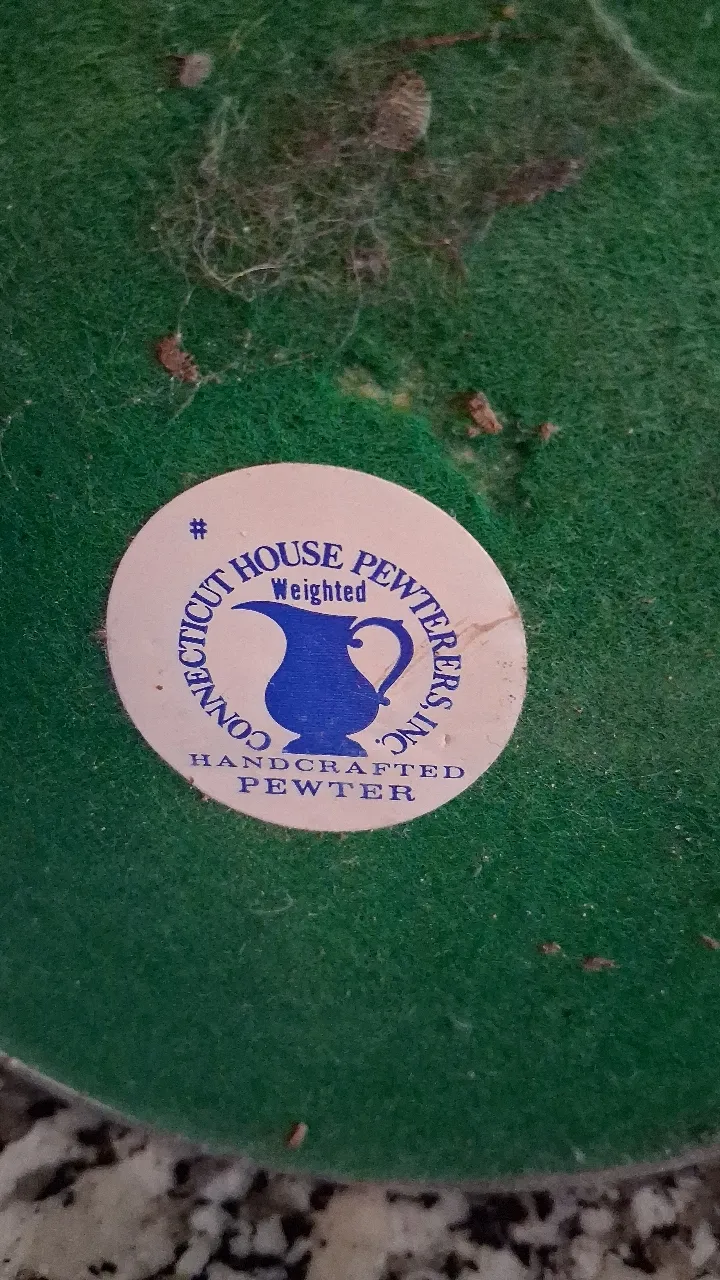 #
CONNECTICUT HOUSE PEWTERERS, INC.
Weighted
HANDCRAFTED
PEWTER